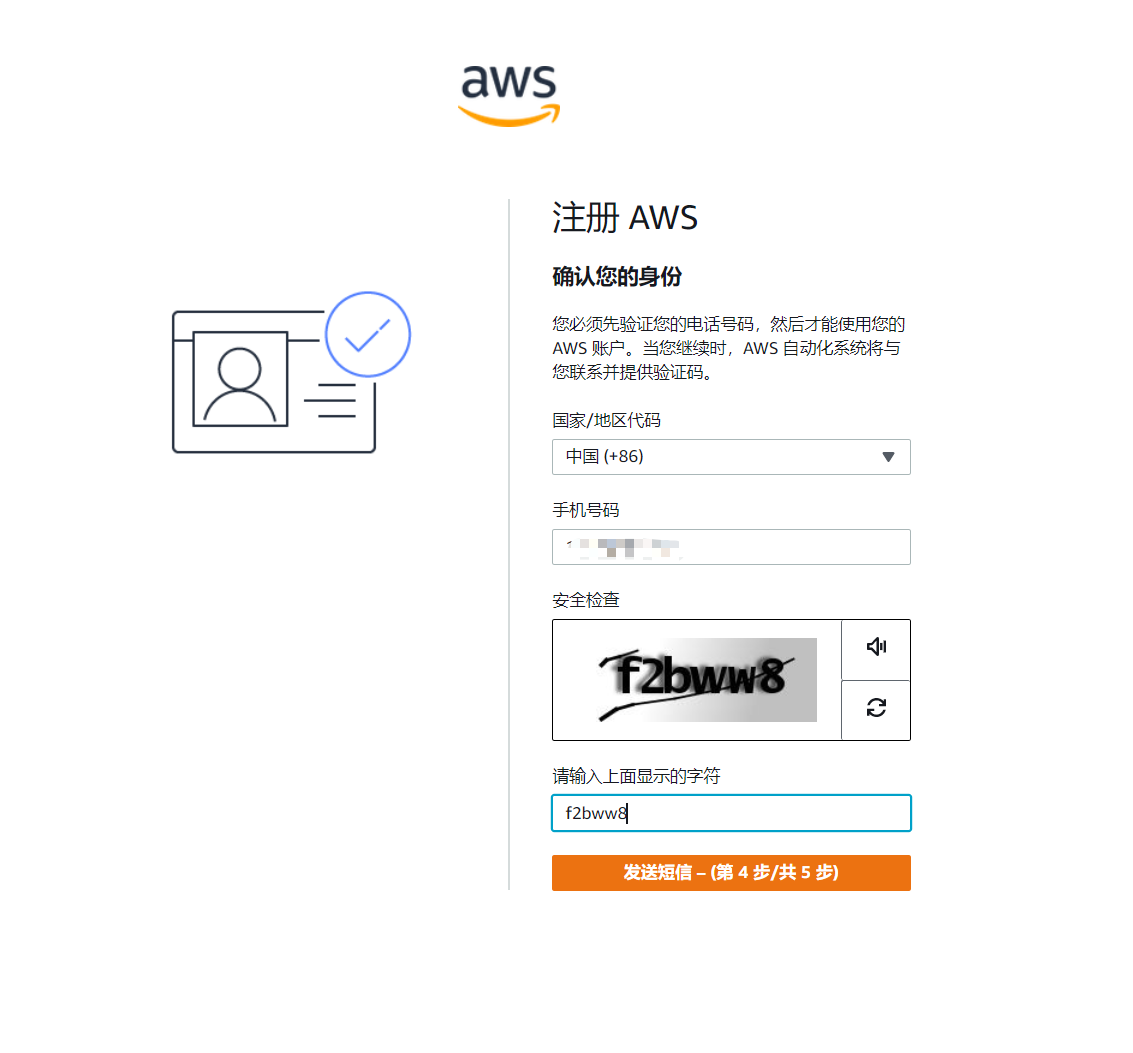 aws
注册 AWS
确认您的身份
您必须先验证您的电话号码，然后才能使用您的
AWS 账户。当您继续时，AWS 自动化系统将与
您联系并提供验证码。
国家/地区代码
中国 (+86)
手机号码
安全检查
f2bww8
请输入上面显示的字符
f2bww8
发送短信 – (第 4 步/共 5 步)